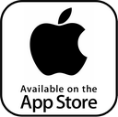 Available on the
App Store